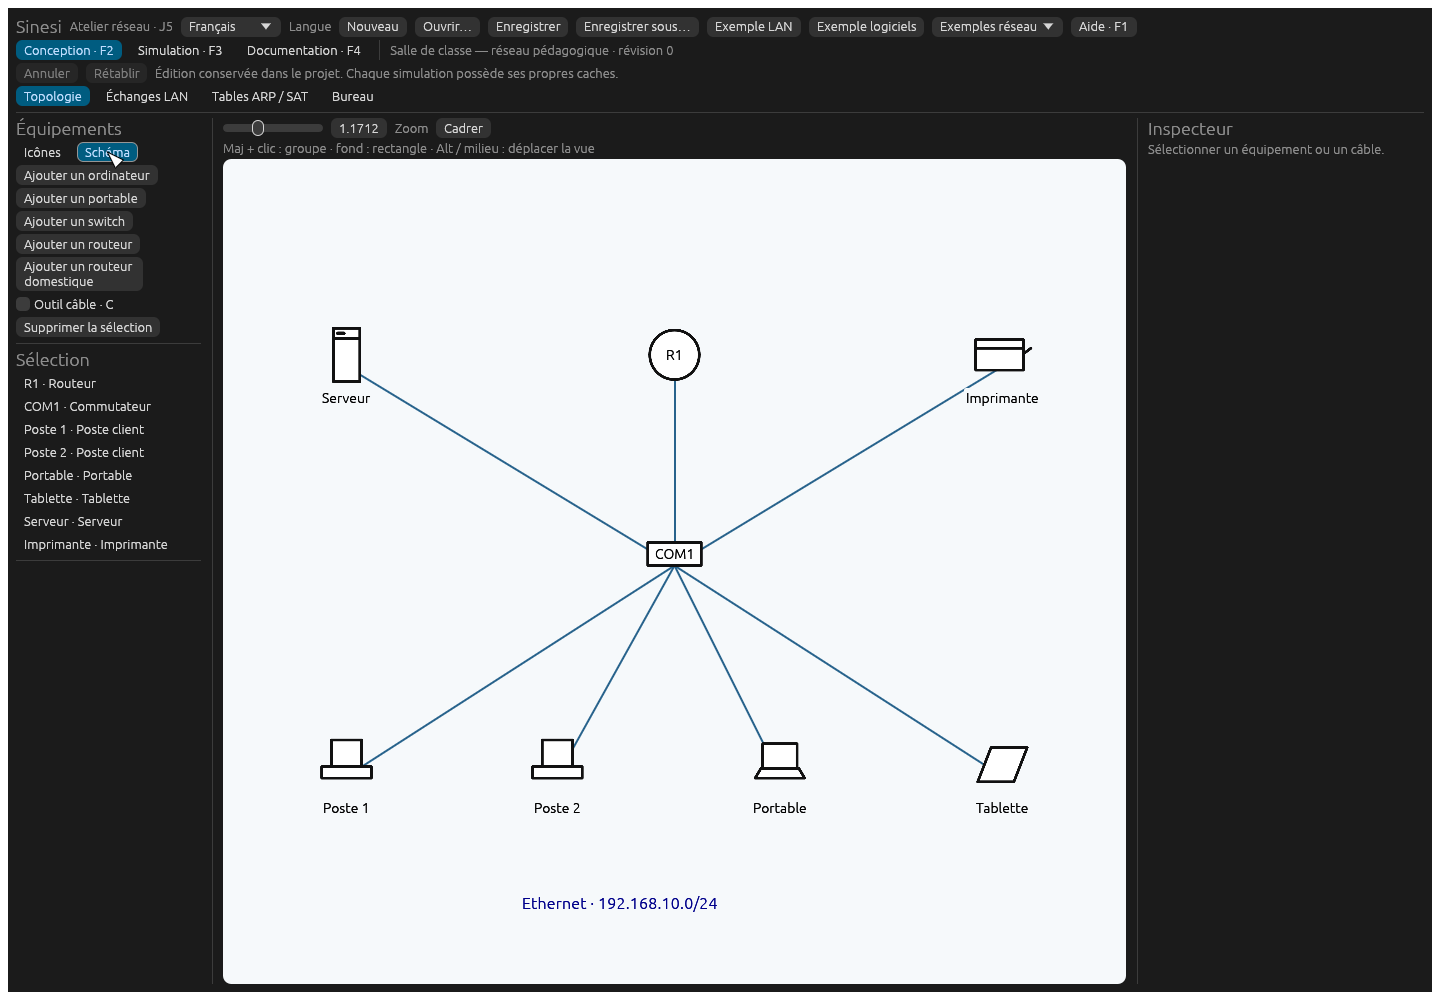 Sinesi Atelier réseau · J5 Français Langue Nouveau Ouvrir… Enregistrer Enregistrer sous… Exemple LAN Exemple logiciels Exemples réseau Aide · F1
Conception · F2 Simulation · F3 Documentation · F4 Salle de classe — réseau pédagogique · révision 0
Annuler Rétablir Édition conservée dans le projet. Chaque simulation possède ses propres caches.
Topologie Échanges LAN Tables ARP / SAT Bureau
Équipements
Icônes Schéma
Ajouter un ordinateur
Ajouter un portable
Ajouter un switch
Ajouter un routeur
Ajouter un routeur
domestique
Outil câble · C
Supprimer la sélection
Sélection
R1 · Routeur
COM1 · Commutateur
Poste 1 · Poste client
Poste 2 · Poste client
Portable · Portable
Tablette · Tablette
Serveur · Serveur
Imprimante · Imprimante
1.1712 Zoom Cadrer
Maj + clic : groupe · fond : rectangle · Alt / milieu : déplacer la vue
R1
Serveur
Imprimante
COM1
Poste 1
Poste 2
Portable
Tablette
Ethernet · 192.168.10.0/24
Inspecteur
Sélectionner un équipement ou un câble.